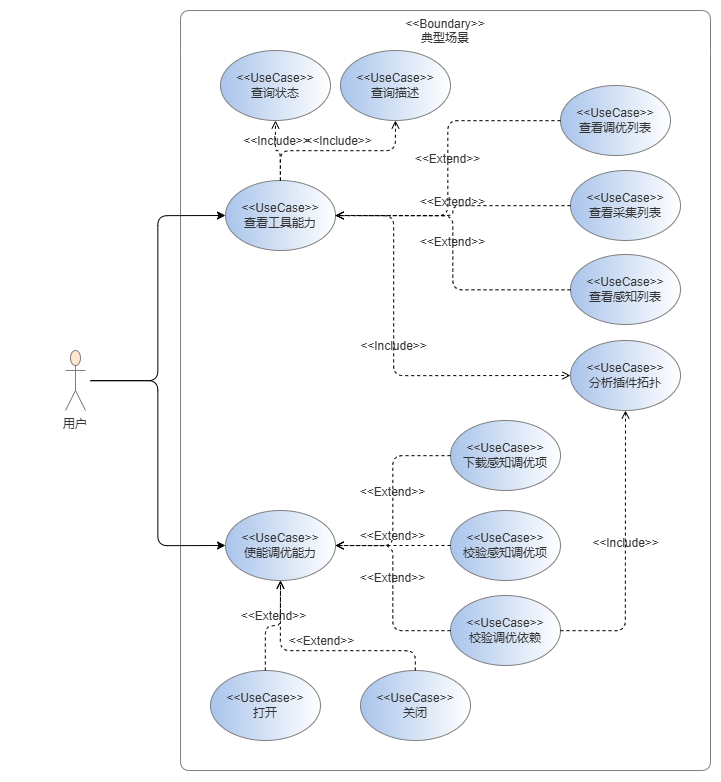 <<Boundary>>
典型场景
<<UseCase>>
查询状态
<<UseCase>>
查询描述
<<UseCase>>
查看调优列表
<<Include>>
<<Include>>
<<Extend>>
<<UseCase>>
查看工具能力
<<Extend>>
<<UseCase>>
查看采集列表
<<Extend>>
<<UseCase>>
查看感知列表
<<Include>>
<<UseCase>>
分析插件拓扑
用户
<<UseCase>>
下载感知调优项
<<Extend>>
<<UseCase>>
使能调优能力
<<Extend>>
<<UseCase>>
校验感知调优项
<<Include>>
<<Extend>>
<<UseCase>>
校验调优依赖
<<Extend>>
<<Extend>>
<<UseCase>>
打开
<<UseCase>>
关闭